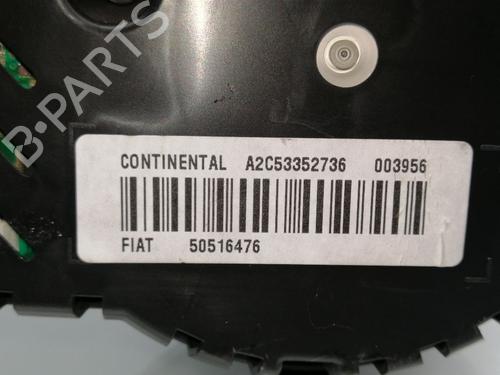 CONTINENTAL A2C53352736 003956
FIAT 50516476
B-PARTS